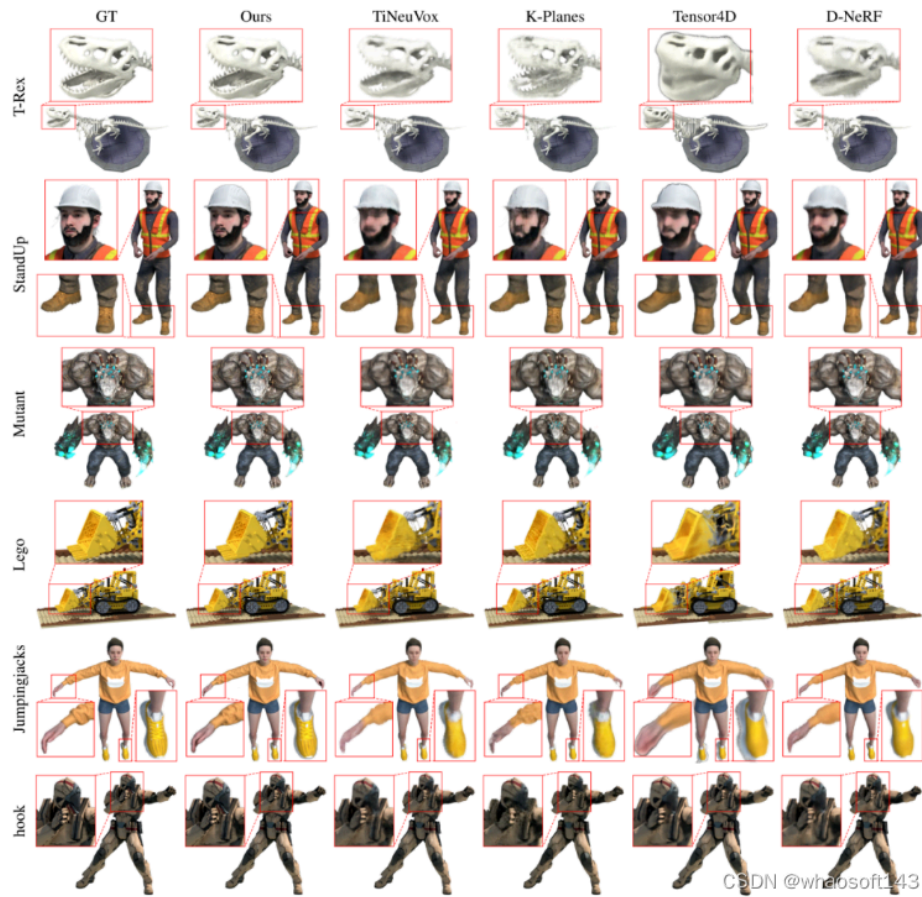 GT Ours TiNeuVox K-Planes Tensor4D D-NeRF
T-Rex
StandUp
Mutant
Lego
Jumpingjacks
hook
CSDN @whaosoft143